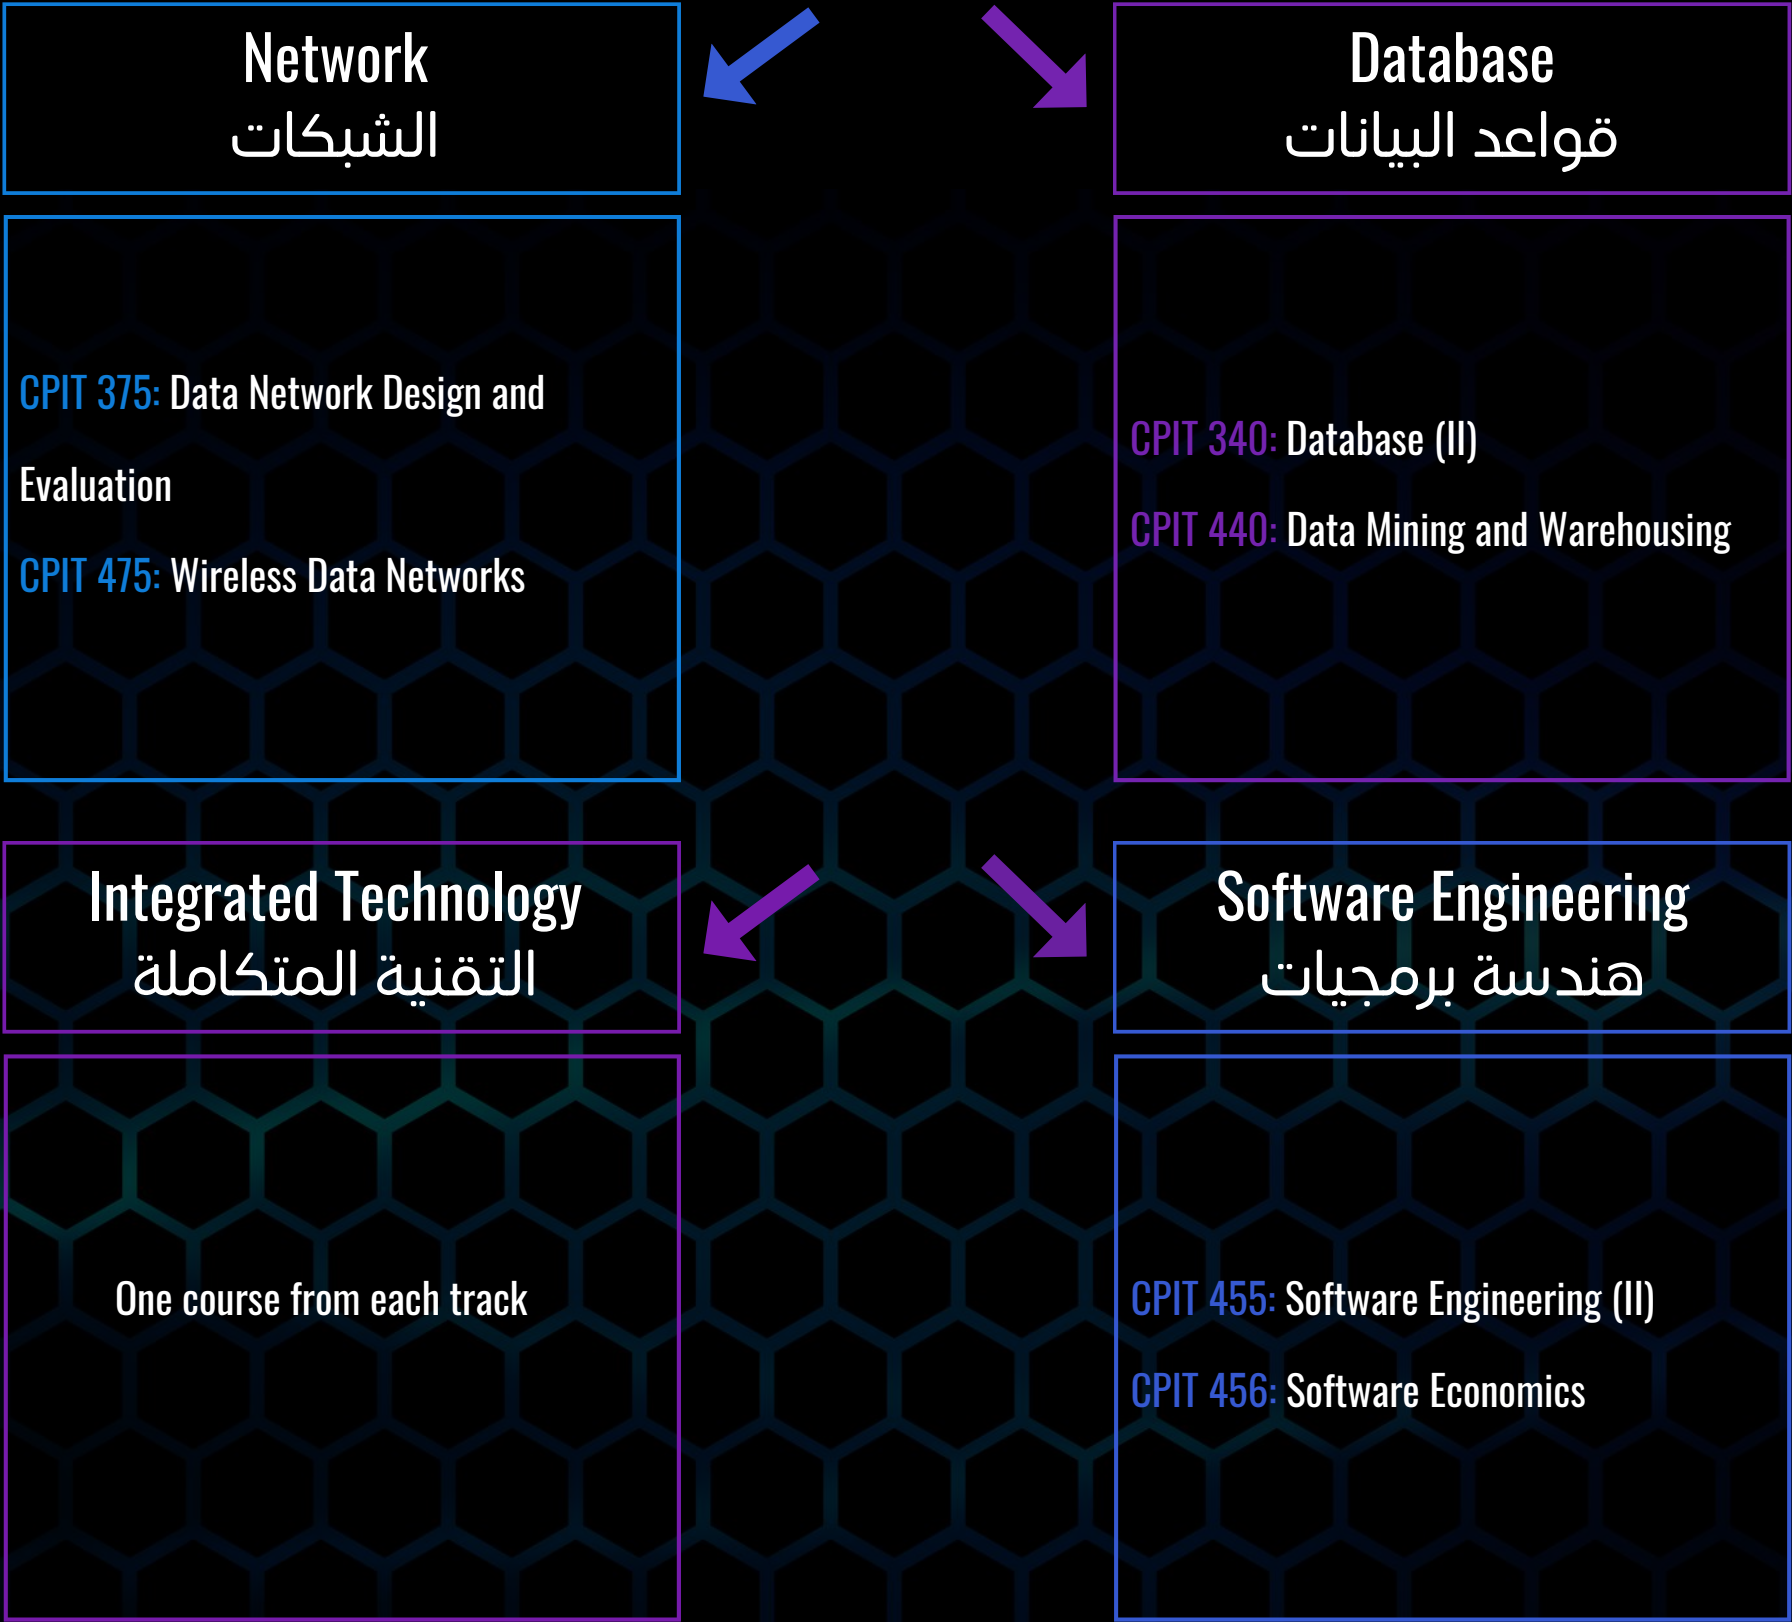 Network
الشبكات
CPIT 375: Data Network Design and
Evaluation
CPIT 475: Wireless Data Networks
Database
قواعد البيانات
CPIT 340: Database (II)
CPIT 440: Data Mining and Warehousing
Integrated Technology
التقنية المتكاملة
One course from each track
Software Engineering
هندسة برمجيات
CPIT 455: Software Engineering (II)
CPIT 456: Software Economics